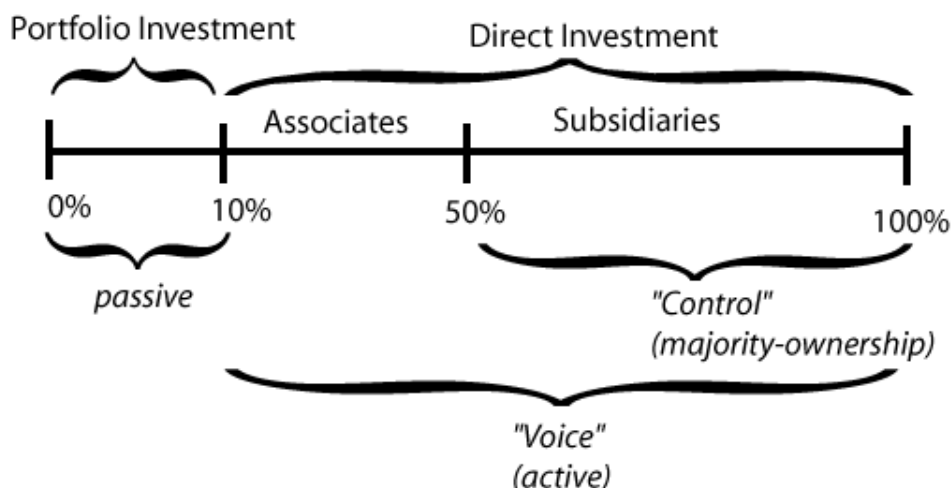 Portfolio Investment
Direct Investment
Associates
Subsidiaries
0%
10%
50%
100%
passive
"Control"
(majority-ownership)
"Voice"
(active)